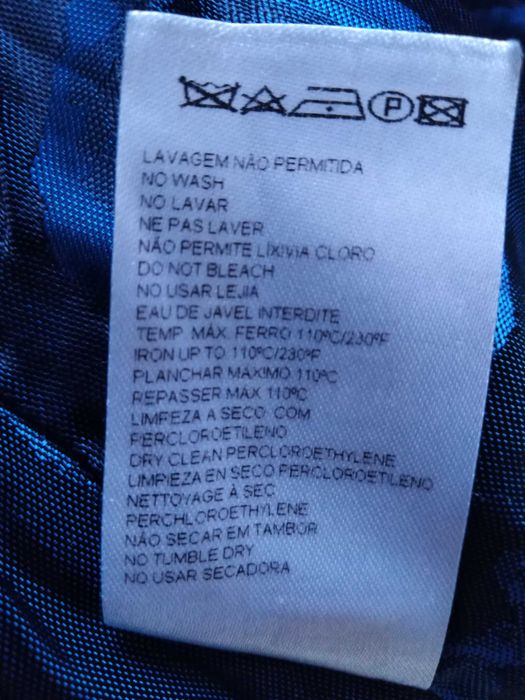 P
LAVAGEM NÃO PERMITIDA
NO WASH
NO LAVAR
NE PAS LAVER
NÃO PERMITE LIXIVIA CLORO
DO NOT BLEACH
NO USAR LEJIA
EAU DE JAVEL INTERDITE
TEMP. MÁX. FERRO 110ºC/230ºF
IRON UP TO 110ºC/230ºF
PLANCHAR MAXIMO 110ºC
REPASSER MAX 110ºC
LIMPEZA A SECO COM
PERCLOROETILENO
DRY CLEAN PERCLOROETHYLENE
LIMPIEZA EN SECO PERCLOROETILENO
NETTOYAGE À SEC
PERCHLOROETHYLENE
NÃO SECAR EM TAMBOR
NO TUMBLE DRY
NO USAR SECADORA